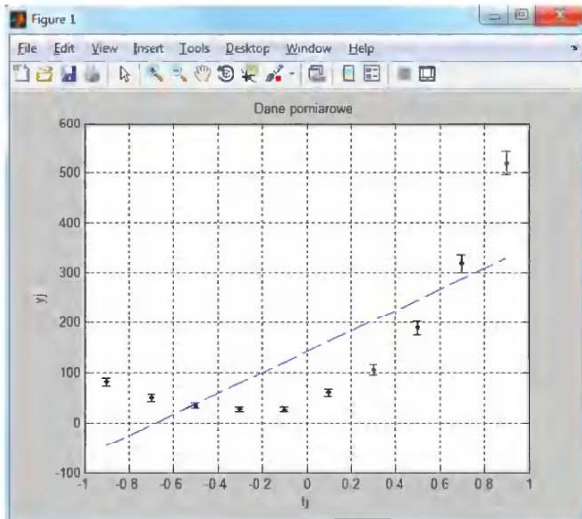 Figure 1
File Edit View Insert Tools Desktop Window Help
Dane pomiarowe
600
500
400
300
200
100
0
-100
yj
-1 -0.8 -0.6 -0.4 -0.2 0 0.2 0.4 0.6 0.8 1
tj